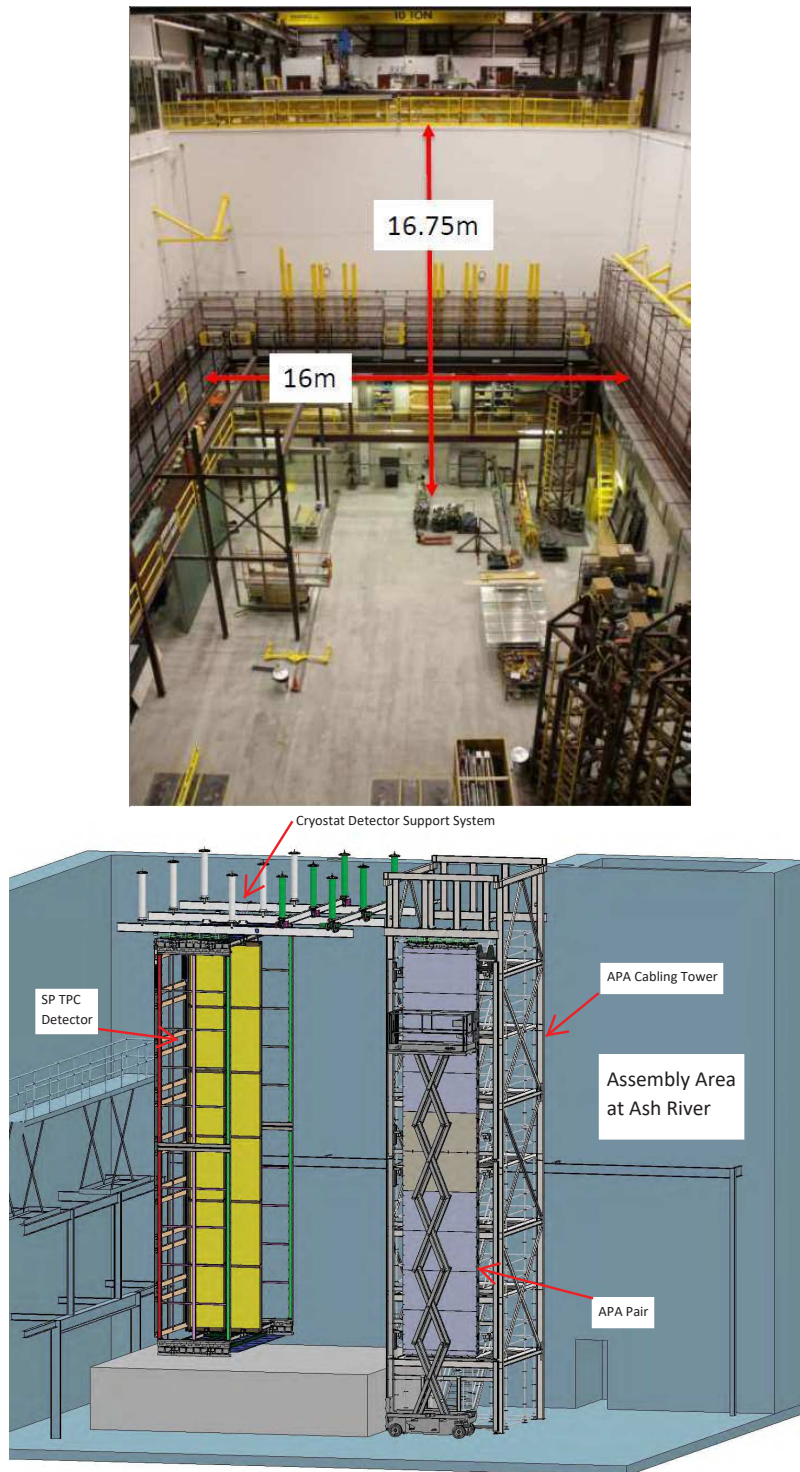 10 TON
16.75m
16m
Cryostat Detector Support System
SP TPC
Detector
APA Cabling Tower
Assembly Area
at Ash River
APA Pair